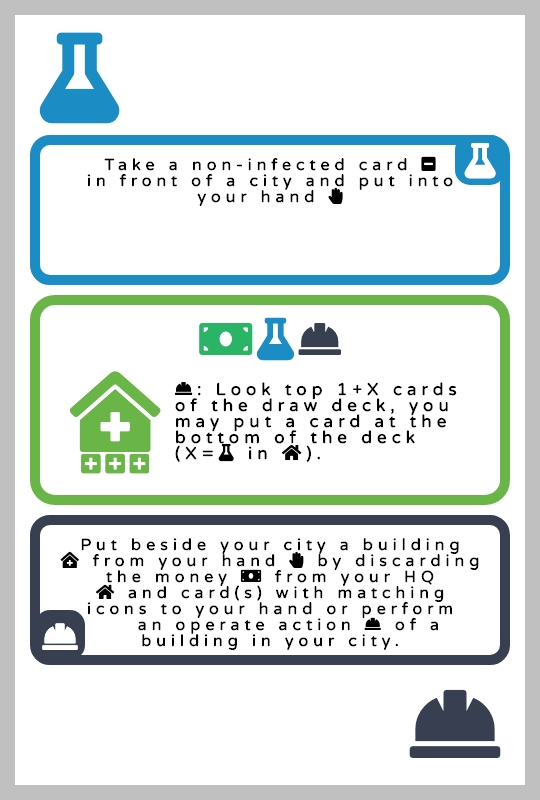 Take a non-infected card
in front of a city and put into
your hand
: Look top 1+X cards
of the draw deck, you
may put a card at the
bottom of the deck
(X= in ).
Put beside your city a building
from your hand by discarding
the money from your HQ
and card(s) with matching
icons to your hand or perform
an operate action of a
building in your city.